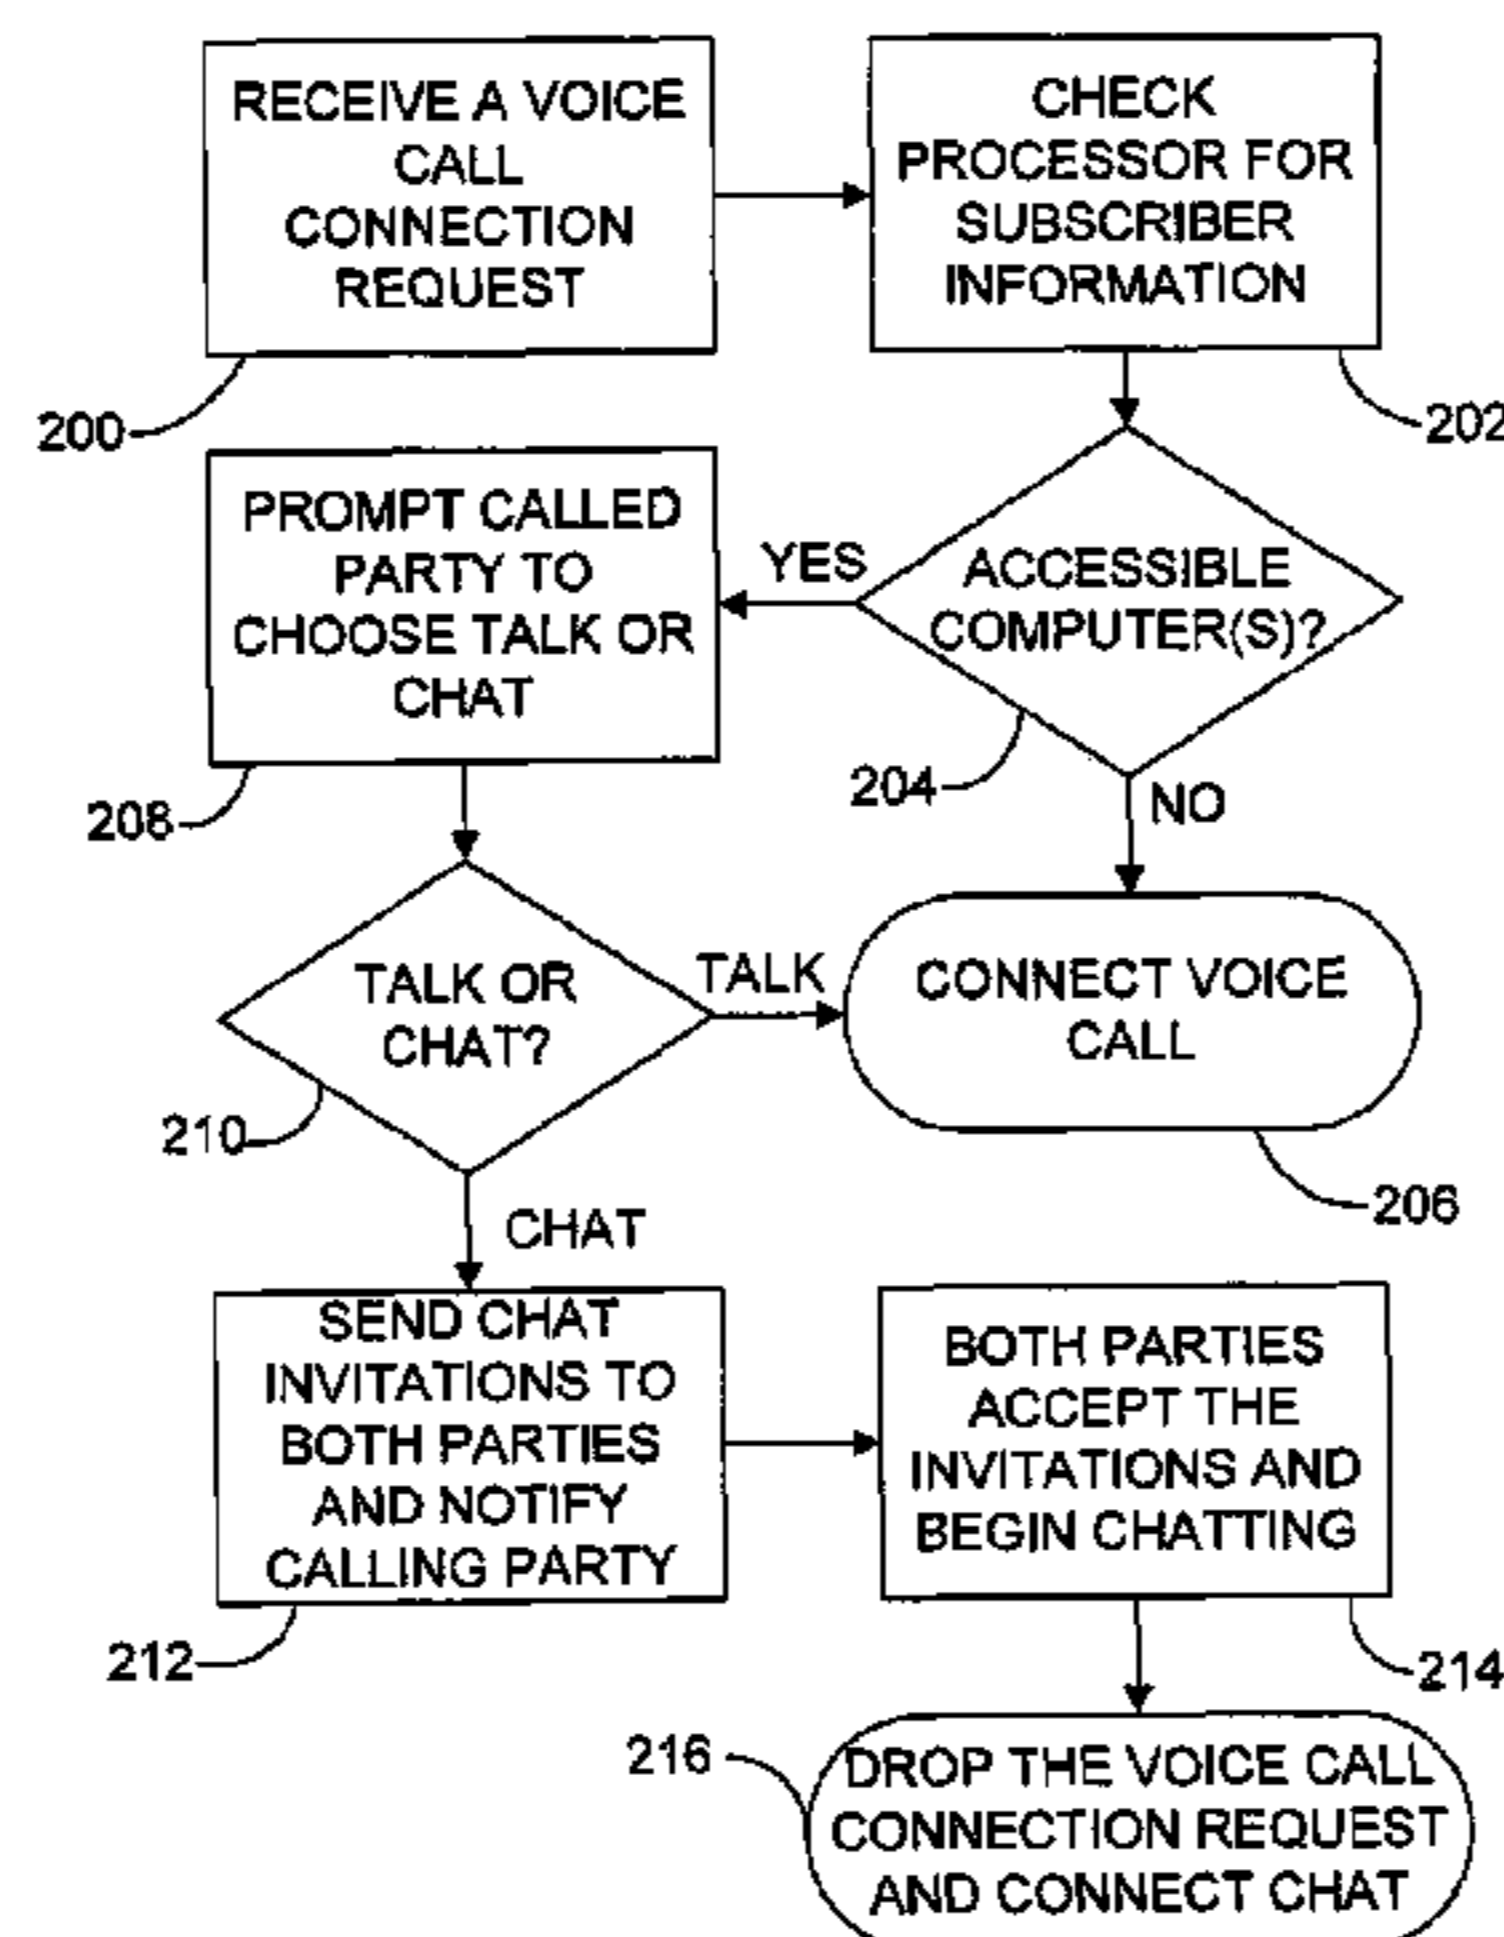 RECEIVE A VOICE
CALL
CONNECTION
REQUEST
200
CHECK
PROCESSOR FOR
SUBSCRIBER
INFORMATION
202
ACCESSIBLE
COMPUTER(S)?
204
YES
NO
PROMPT CALLED
PARTY TO
CHOOSE TALK OR
CHAT
208
TALK OR
CHAT?
210
TALK
CONNECT VOICE
CALL
206
CHAT
SEND CHAT
INVITATIONS TO
BOTH PARTIES
AND NOTIFY
CALLING PARTY
212
BOTH PARTIES
ACCEPT THE
INVITATIONS AND
BEGIN CHATTING
214
216
DROP THE VOICE CALL
CONNECTION REQUEST
AND CONNECT CHAT